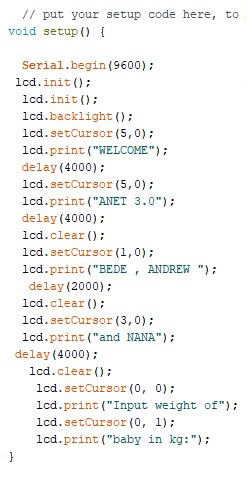 // put your setup code here, to
void setup() {
Serial.begin(9600);
lcd.init();
lcd.init();
lcd.backlight();
lcd.setCursor(5,0);
lcd.print("WELCOME");
delay(4000);
lcd.setCursor(5,0);
lcd.print("ANET 3.0");
delay(4000);
lcd.clear();
lcd.setCursor(1,0);
lcd.print("BEDE , ANDREW ");
delay(2000);
lcd.clear();
lcd.setCursor(3,0);
lcd.print("and NANA");
delay(4000);
lcd.clear();
lcd.setCursor(0, 0);
lcd.print("Input weight of");
lcd.setCursor(0, 1);
lcd.print("baby in kg:");
}